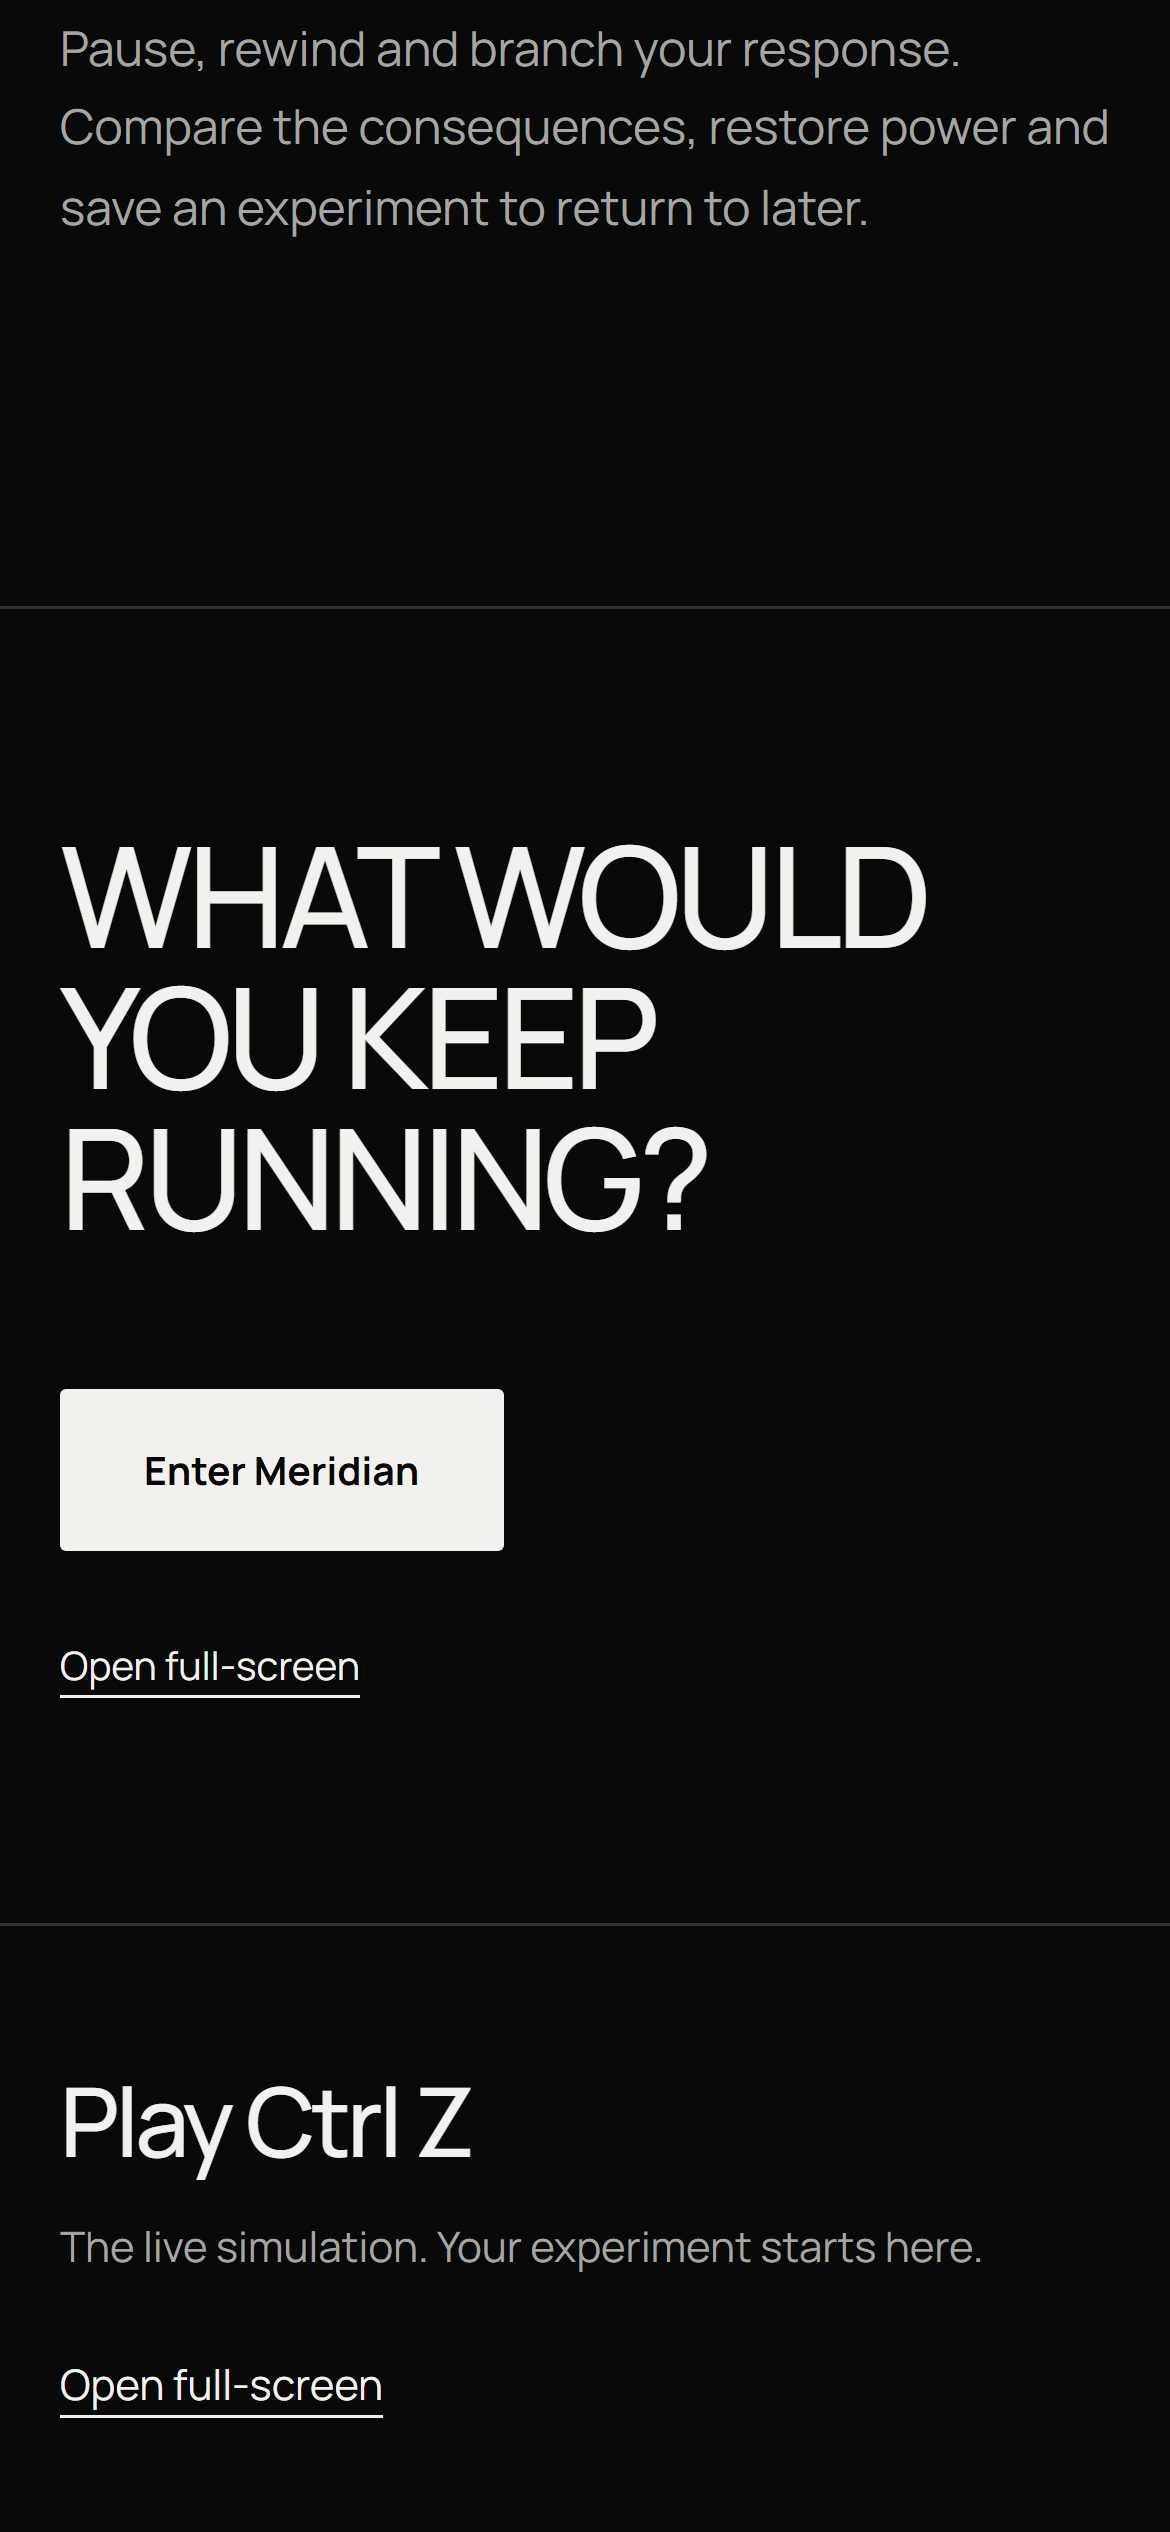 Pause, rewind and branch your response.
Compare the consequences, restore power and
save an experiment to return to later.
WHAT WOULD
YOU KEEP
RUNNING?
Enter Meridian
Open full-screen
Play Ctrl Z
The live simulation. Your experiment starts here.
Open full-screen